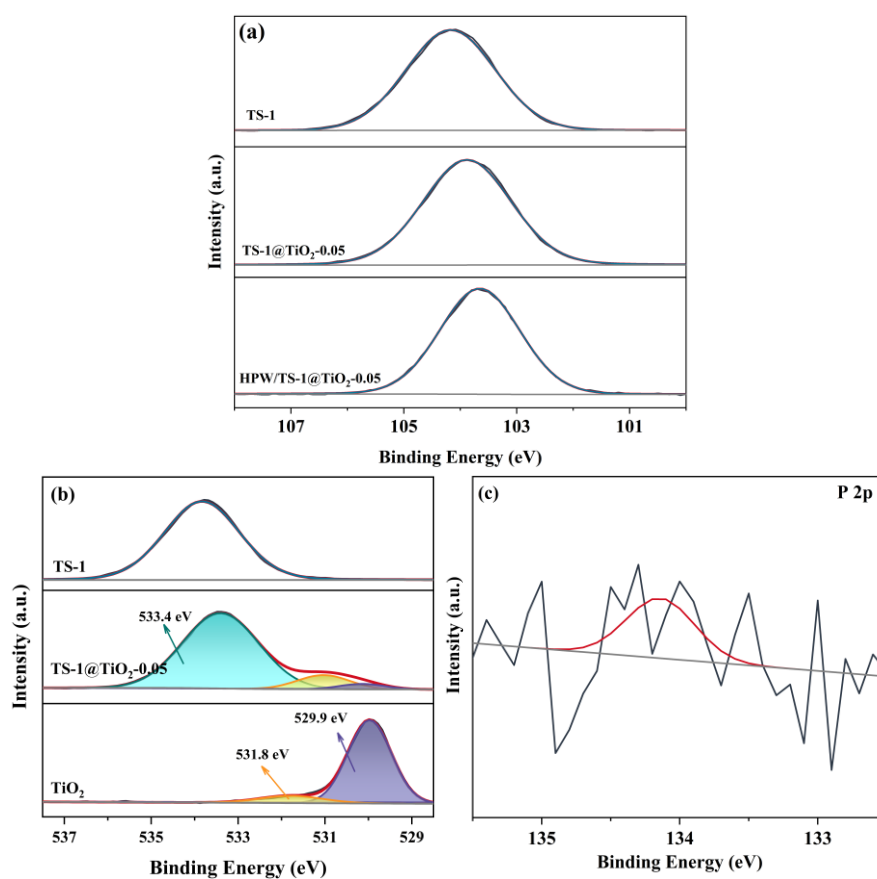 (a)
TS-1
TS-1@TiO₂-0.05
HPW/TS-1@TiO₂-0.05
Intensity (a.u.)
107 105 103 101
Binding Energy (eV)
(b)
TS-1
533.4 eV
TS-1@TiO₂-0.05
529.9 eV
531.8 eV
TiO₂
Intensity (a.u.)
537 535 533 531 529
Binding Energy (eV)
(c) P 2p
Intensity (a.u.)
135 134 133
Binding Energy (eV)